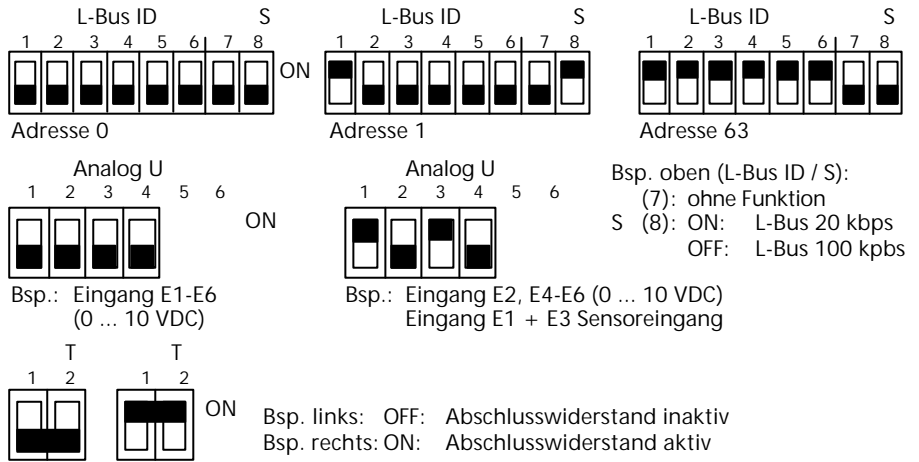 L-Bus ID S
1 2 3 4 5 6 7 8
ON
Adresse 0
L-Bus ID S
1 2 3 4 5 6 7 8
Adresse 1
L-Bus ID S
1 2 3 4 5 6 7 8
Adresse 63
Analog U
1 2 3 4 5 6
ON
Bsp.: Eingang E1-E6
(0 ... 10 VDC)
Analog U
1 2 3 4 5 6
Bsp.: Eingang E2, E4-E6 (0 ... 10 VDC)
Eingang E1 + E3 Sensoreingang
Bsp. oben (L-Bus ID / S):
(7): ohne Funktion
S (8): ON: L-Bus 20 kbps
OFF: L-Bus 100 kpbs
T
1 2
T
1 2
ON
Bsp. links: OFF: Abschlusswiderstand inaktiv
Bsp. rechts: ON: Abschlusswiderstand aktiv